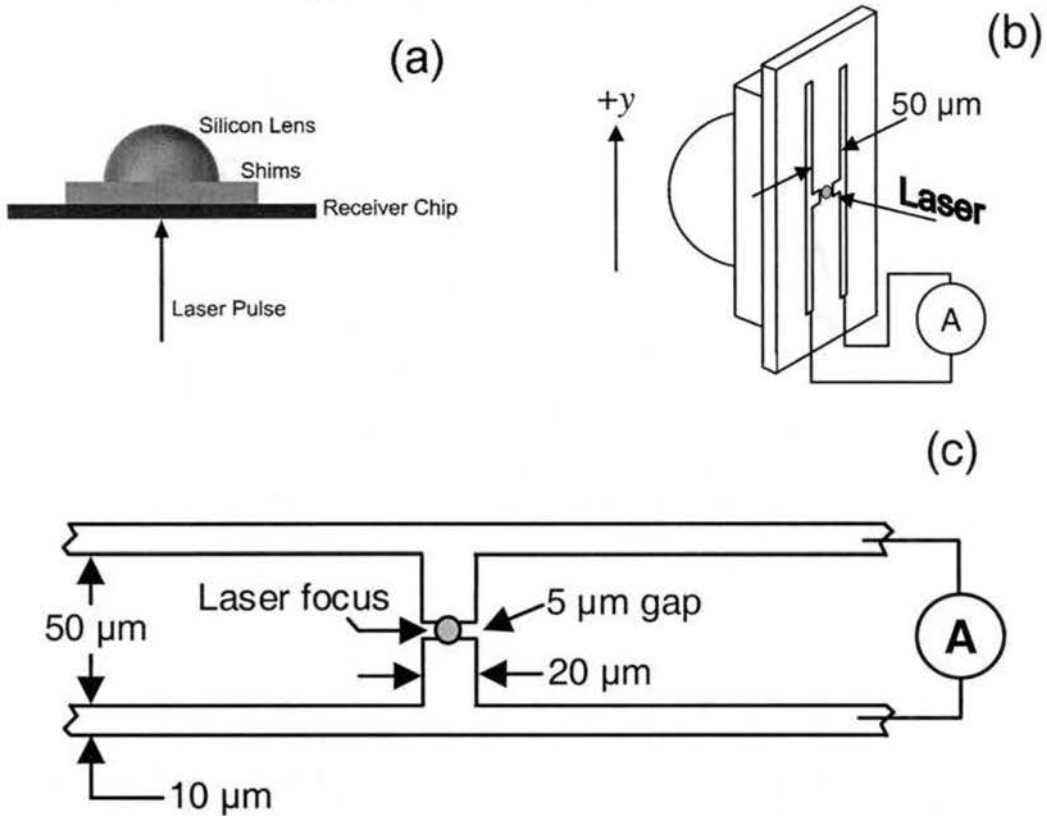 (a)
Silicon Lens
Shims
Receiver Chip
Laser Pulse
(b)
+y
50 µm
Laser
A
(c)
Laser focus
5 µm gap
50 µm
20 µm
A
10 µm